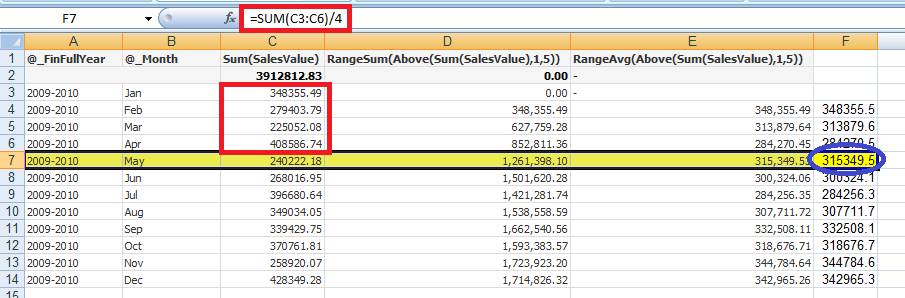 F7 fx =SUM(C3:C6)/4
A B C D E F
1 @_FinFullYear @_Month Sum(SalesValue) RangeSum(Above(Sum(SalesValue),1,5)) RangeAvg(Above(Sum(SalesValue),1,5))
2 3912812.83 0.00 -
3 2009-2010 Jan 348355.49 0.00 -
4 2009-2010 Feb 279403.79 348,355.49 348,355.49 348355.5
5 2009-2010 Mar 225052.08 627,759.28 313,879.64 313879.6
6 2009-2010 Apr 408586.74 852,811.36 284,270.45 284270.5
7 2009-2010 May 240222.18 1,261,398.10 315,349.53 315349.5
8 2009-2010 Jun 268016.95 1,501,620.28 300,324.06 300324.1
9 2009-2010 Jul 396680.64 1,421,281.74 284,256.35 284256.3
10 2009-2010 Aug 349034.05 1,538,558.59 307,711.72 307711.7
11 2009-2010 Sep 339429.75 1,662,540.56 332,508.11 332508.1
12 2009-2010 Oct 370761.81 1,593,383.57 318,676.71 318676.7
13 2009-2010 Nov 258920.07 1,723,923.20 344,784.64 344784.6
14 2009-2010 Dec 428349.28 1,714,826.32 342,965.26 342965.3
15